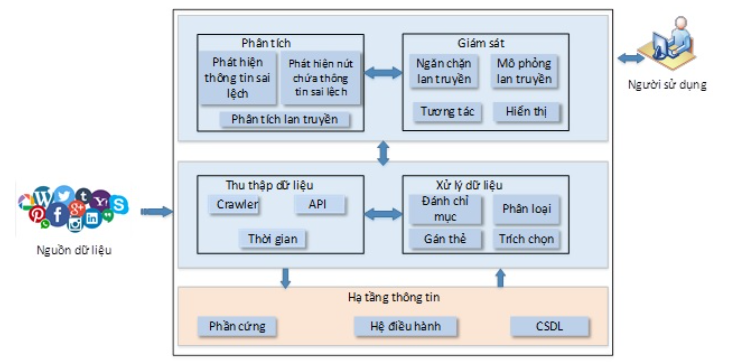 Phân tích
Phát hiện
thông tin sai
lệch
Phát hiện nút
chứa thông
tin sai lệch
Phân tích lan truyền
Giám sát
Ngăn chặn
lan truyền
Mô phỏng
lan truyền
Tương tác
Hiển thị
Người sử dụng
Thu thập dữ liệu
Crawler
API
Thời gian
Xử lý dữ liệu
Đánh chỉ
mục
Phân loại
Gán thẻ
Trích chọn
Nguồn dữ liệu
Hạ tầng thông tin
Phần cứng
Hệ điều hành
CSDL